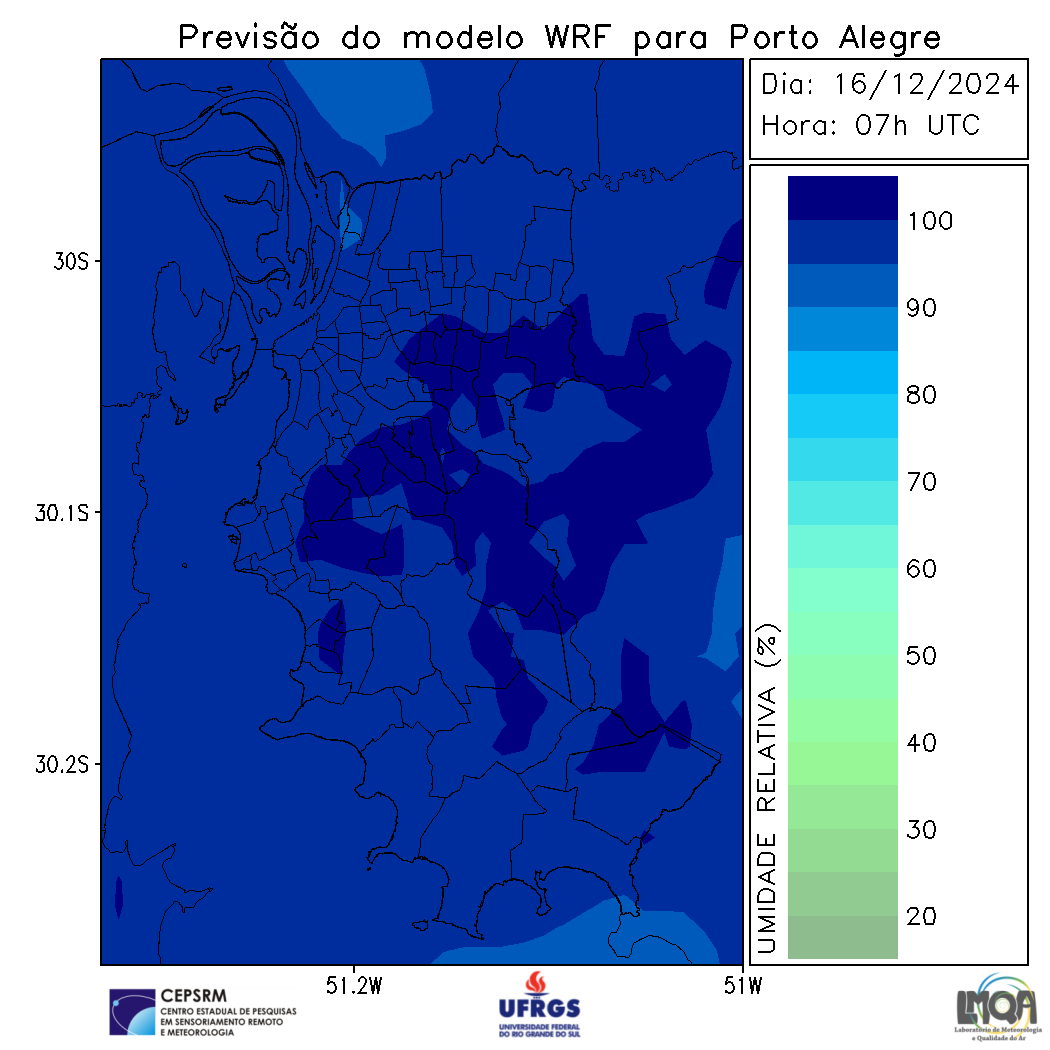 Previsão do modelo WRF para Porto Alegre
Dia: 16/12/2024
Hora: 07h UTC
30S
30.1S
30.2S
51.2W
51W
100
90
80
70
60
50
40
30
20
UMIDADE RELATIVA (%)
CEPSRM
CENTRO ESTADUAL DE PESQUISAS
EM SENSORIAMENTO REMOTO
E METEOROLOGIA
UFRGS
UNIVERSIDADE FEDERAL
DO RIO GRANDE DO SUL
LMQA
Laboratório de Meteorologia
e Qualidade do Ar